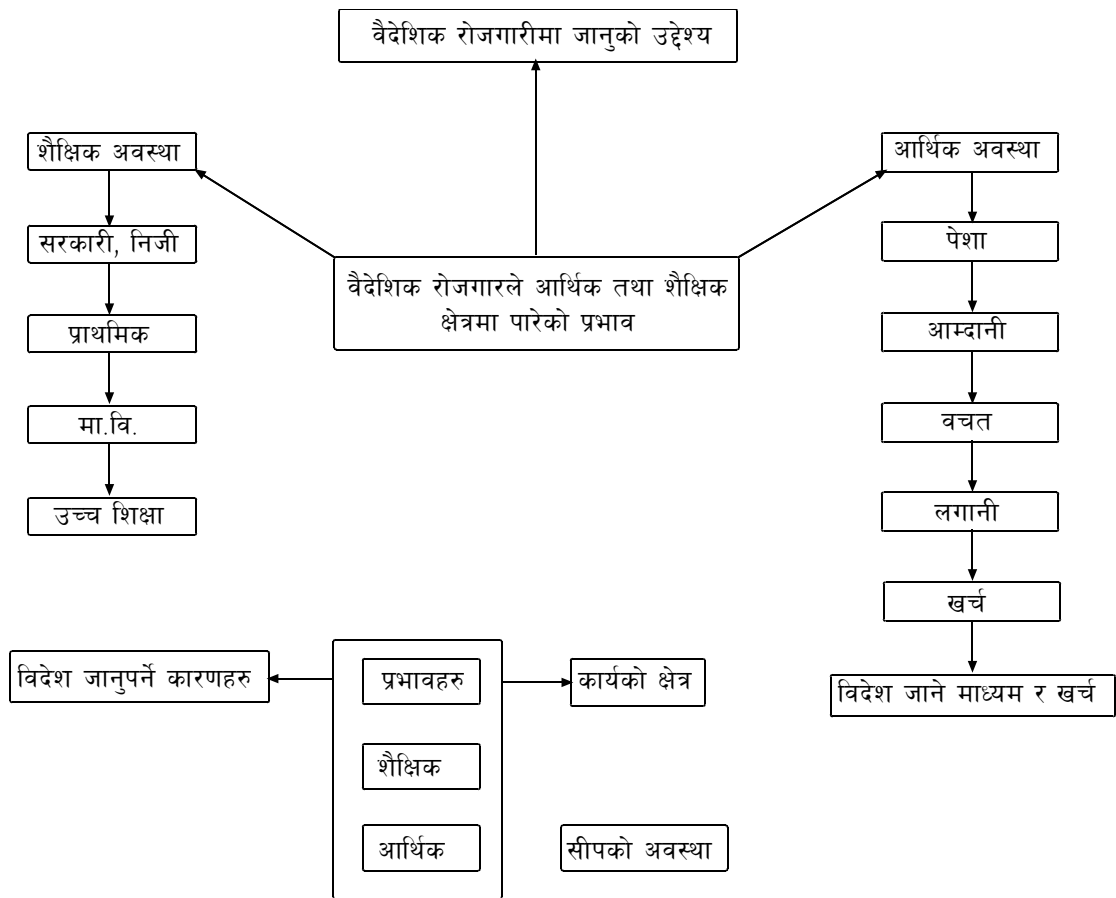 वैदेशिक रोजगारीमा जानुको उद्देश्य
शैक्षिक अवस्था
आर्थिक अवस्था
सरकारी, निजी
पेशा
वैदेशिक रोजगारले आर्थिक तथा शैक्षिक
क्षेत्रमा पारेको प्रभाव
प्राथमिक
आम्दानी
मा.वि.
वचत
उच्च शिक्षा
लगानी
खर्च
विदेश जानुपर्ने कारणहरु
प्रभावहरु
कार्यको क्षेत्र
विदेश जाने माध्यम र खर्च
शैक्षिक
आर्थिक
सीपको अवस्था